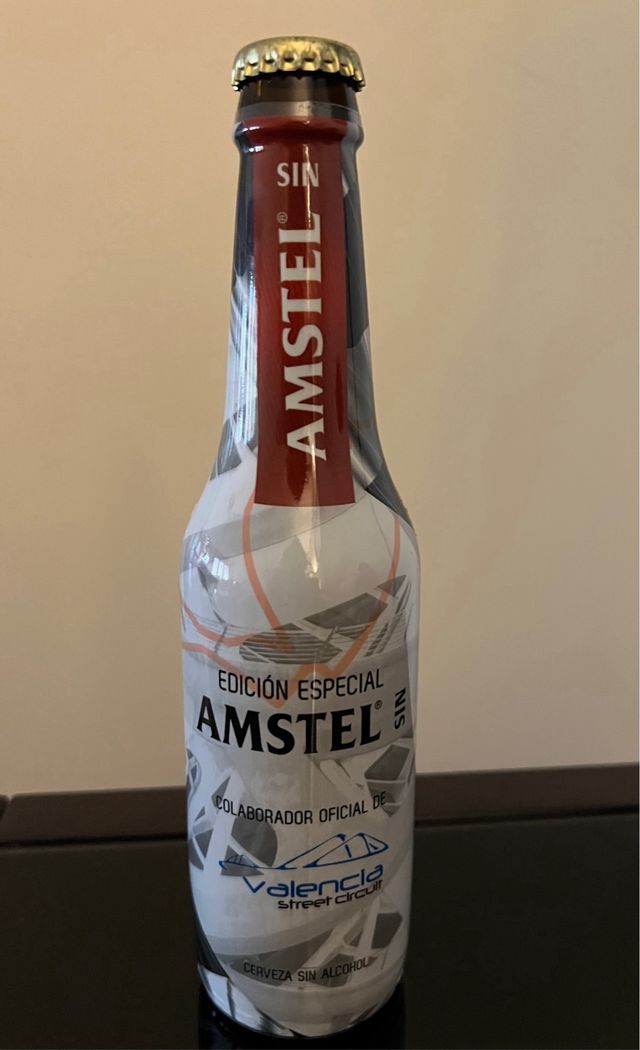 SIN
AMSTEL®
EDICIÓN ESPECIAL
AMSTEL® SIN
COLABORADOR OFICIAL DE
valencia
street circuit
CERVEZA SIN ALCOHOL